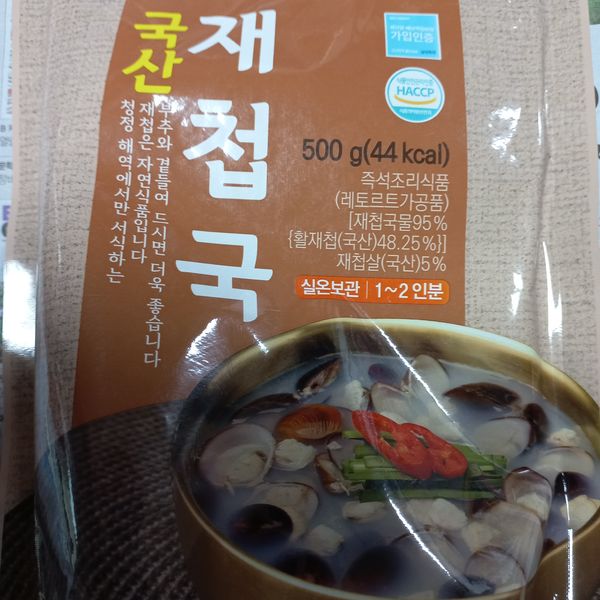 국산
재첩국
청정 해역에서만 서식하는
재첩은 자연식품입니다
부추와 곁들여 드시면 더욱 좋습니다
가입인증
HACCP
500 g(44 kcal)
즉석조리식품
(레토르트가공품)
[재첩국물95%
{활재첩(국산)48.25%}]
재첩살(국산)5%
실온보관 | 1~2 인분